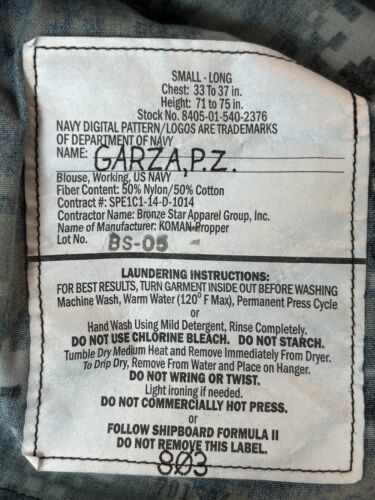 SMALL - LONG
Chest: 33 To 37 in.
Height: 71 to 75 in.
Stock No. 8405-01-540-2376
NAVY DIGITAL PATTERN/LOGOS ARE TRADEMARKS
OF DEPARTMENT OF NAVY
NAME: GARZA, P.Z.
Blouse, Working, US NAVY
Fiber Content: 50% Nylon/50% Cotton
Contract #: SPE1C1-14-D-1014
Contractor Name: Bronze Star Apparel Group, Inc.
Name of Manufacturer: KOMAN-Propper
Lot No. BS-05 -
LAUNDERING INSTRUCTIONS:
FOR BEST RESULTS, TURN GARMENT INSIDE OUT BEFORE WASHING
Machine Wash, Warm Water (120° F Max), Permanent Press Cycle
or
Hand Wash Using Mild Detergent, Rinse Completely.
DO NOT USE CHLORINE BLEACH. DO NOT STARCH.
Tumble Dry Medium Heat and Remove Immediately From Dryer.
To Drip Dry, Remove From Water and Place on Hanger.
DO NOT WRING OR TWIST.
Light ironing if needed.
DO NOT COMMERCIALLY HOT PRESS.
or
FOLLOW SHIPBOARD FORMULA II
DO NOT REMOVE THIS LABEL.
803